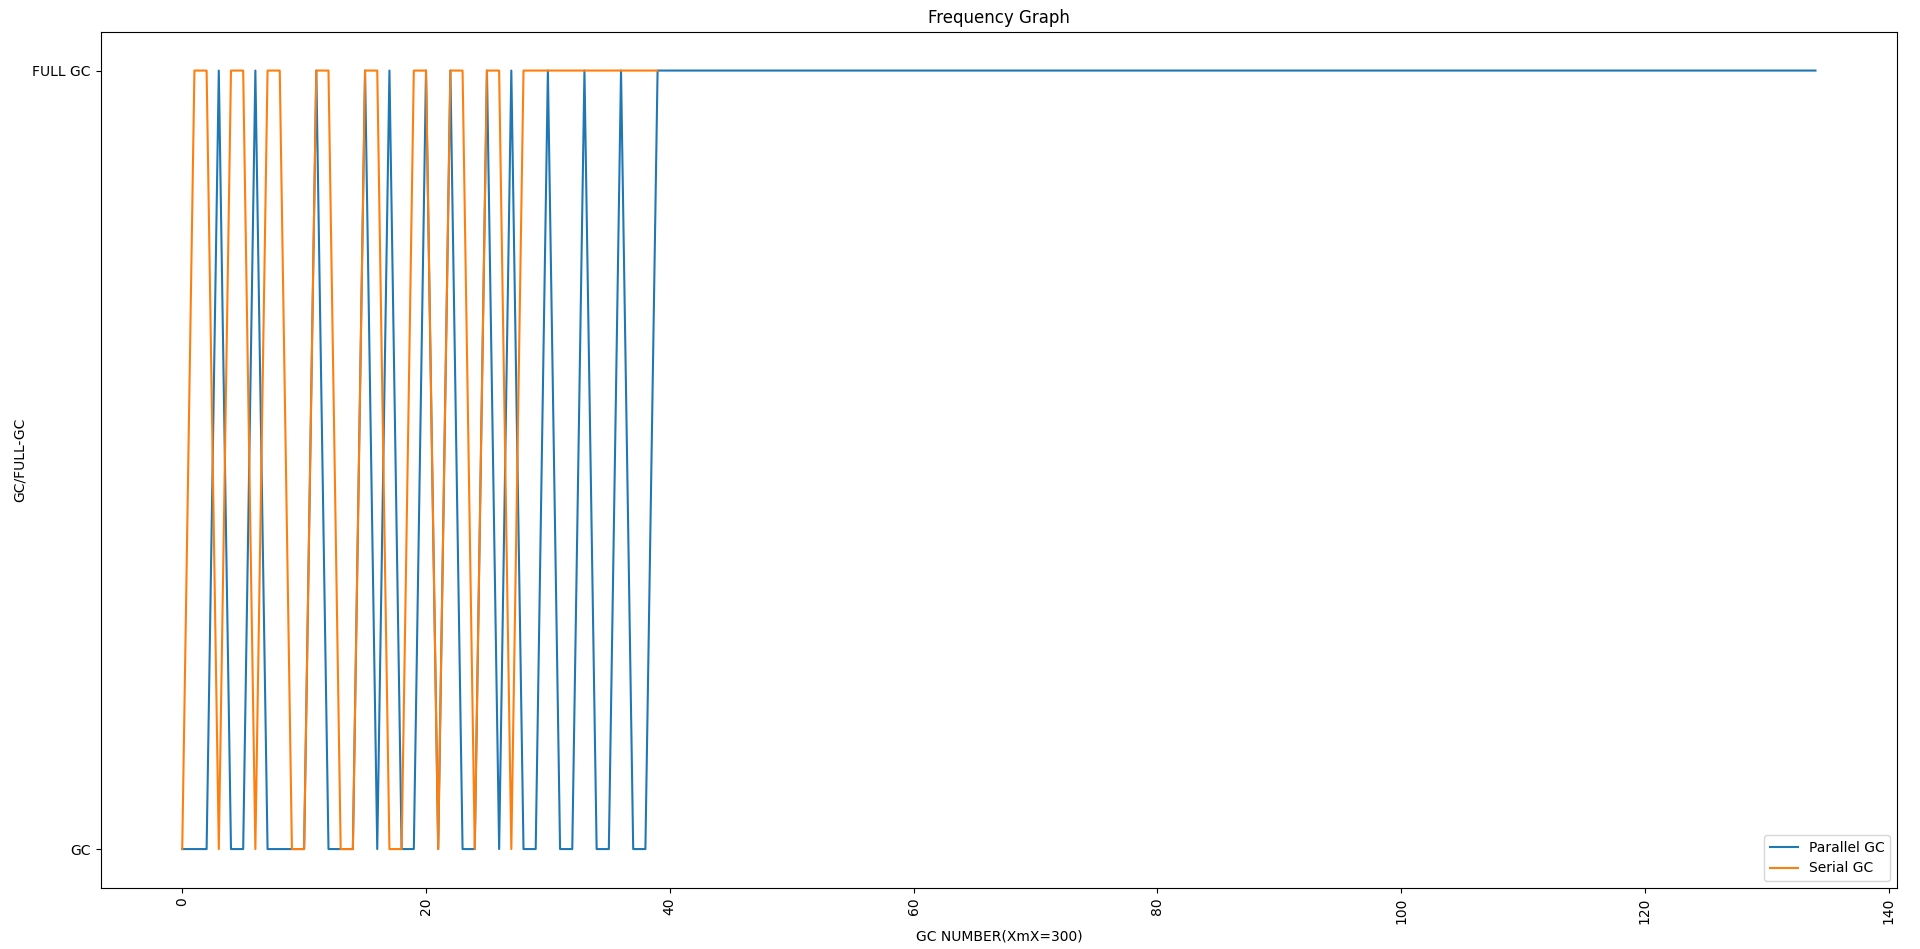 Frequency Graph
FULL GC
GC/FULL-GC
GC
Parallel GC
Serial GC
0
20
40
60
80
100
120
140
GC NUMBER(XmX=300)